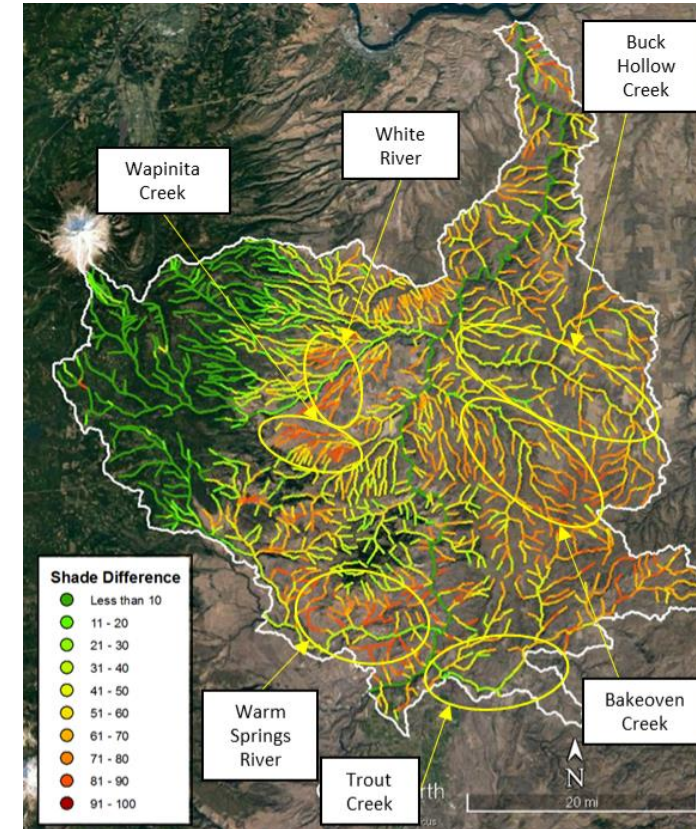 Buck
Hollow
Creek
White
River
Wapinita
Creek
Shade Difference
Less than 10
11 - 20
21 - 30
31 - 40
41 - 50
51 - 60
61 - 70
71 - 80
81 - 90
91 - 100
Warm
Springs
River
Trout
Creek
Bakeoven
Creek
N
20 mi